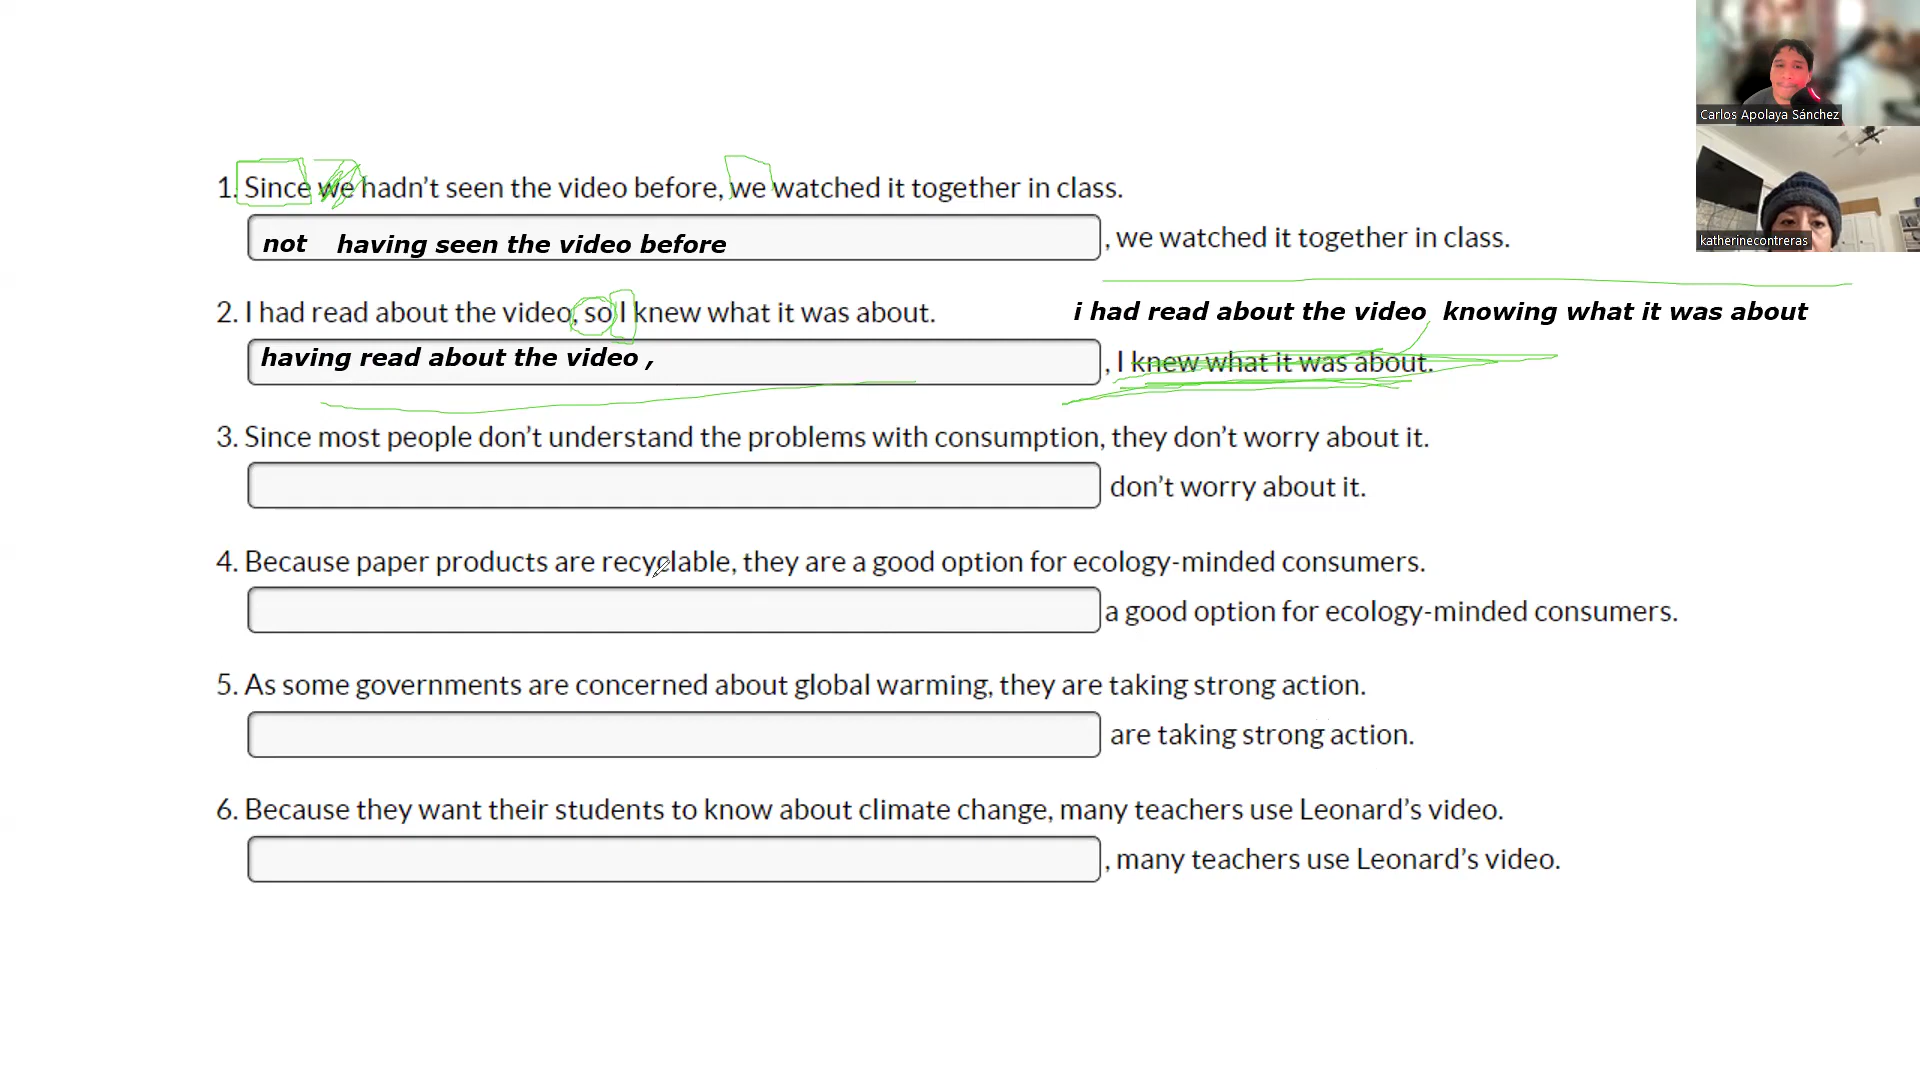 Carlos Apolaya Sánchez
katherinecontreras
1. Since we hadn't seen the video before, we watched it together in class.
not having seen the video before , we watched it together in class.
2. I had read about the video, so I knew what it was about.
i had read about the video knowing what it was about
having read about the video , , I knew what it was about.
3. Since most people don't understand the problems with consumption, they don't worry about it.
don't worry about it.
4. Because paper products are recyclable, they are a good option for ecology-minded consumers.
a good option for ecology-minded consumers.
5. As some governments are concerned about global warming, they are taking strong action.
are taking strong action.
6. Because they want their students to know about climate change, many teachers use Leonard's video.
, many teachers use Leonard's video.